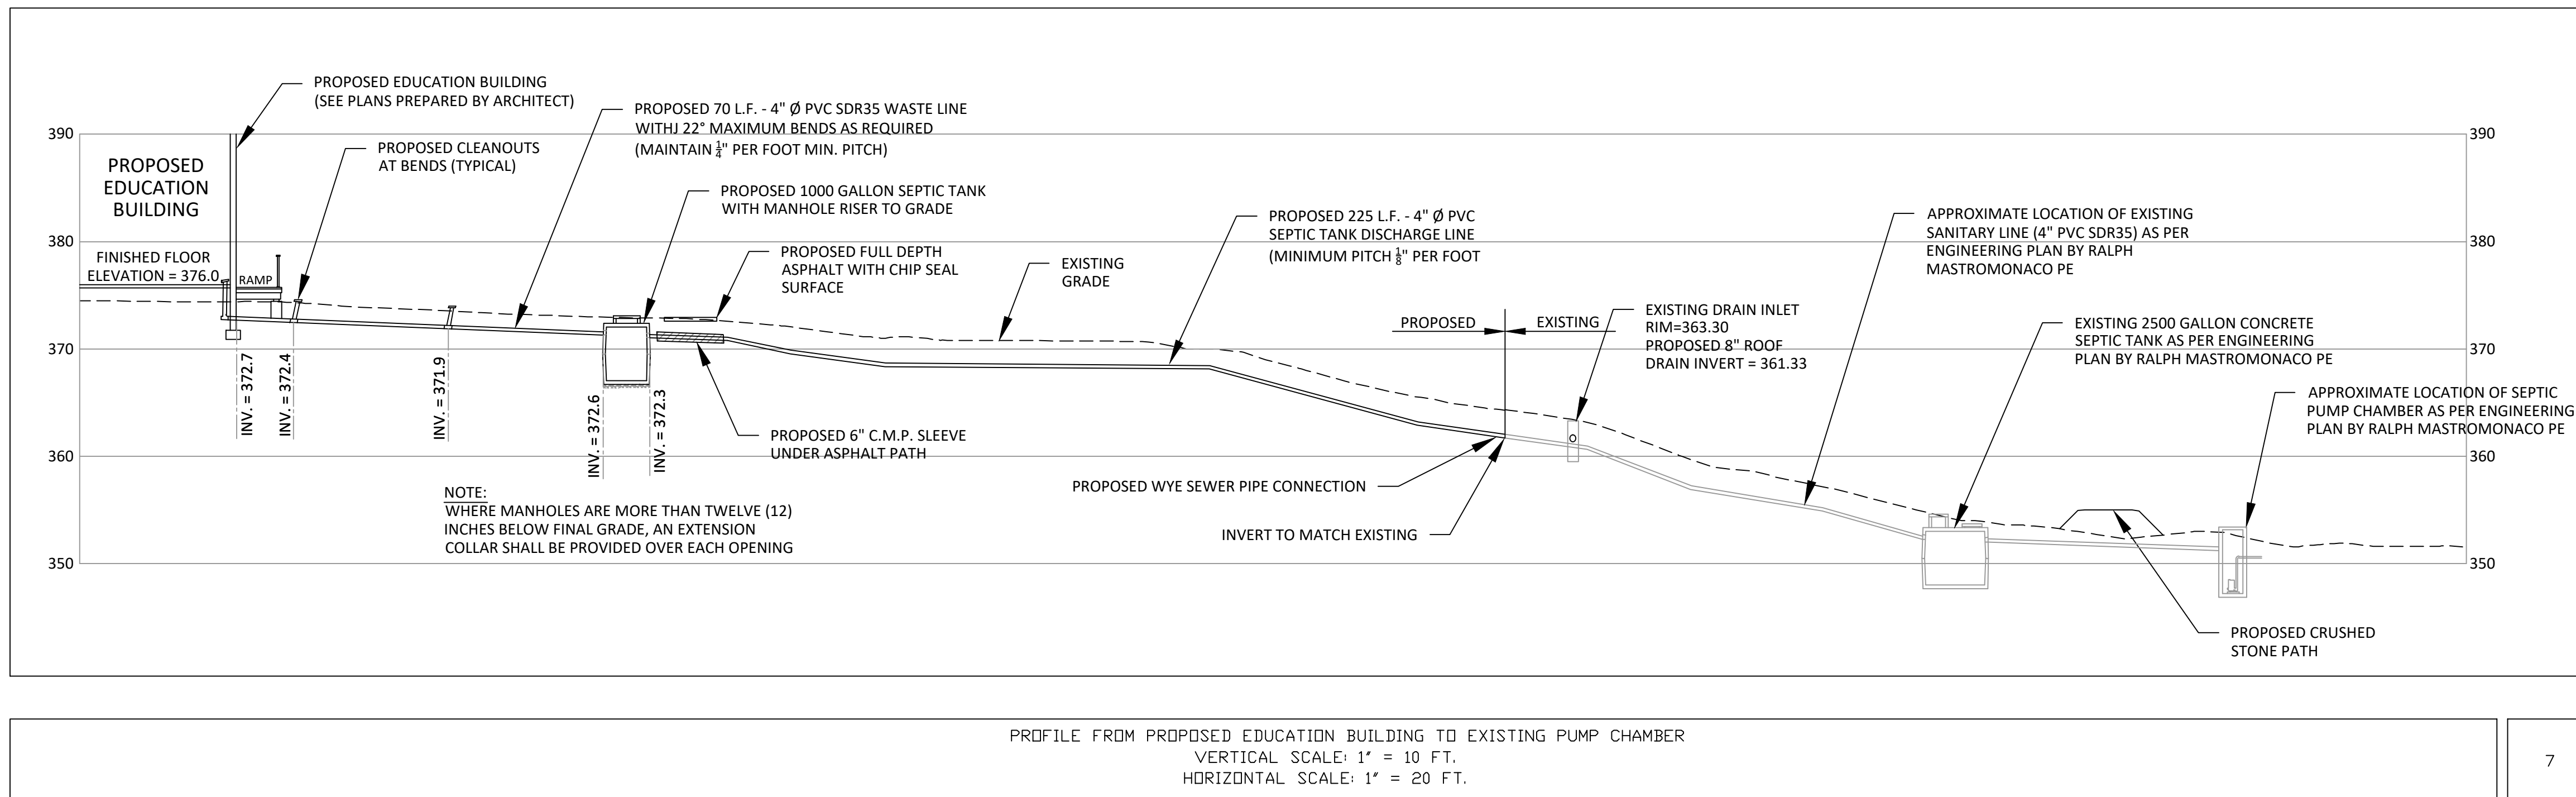 PROPOSED EDUCATION BUILDING
(SEE PLANS PREPARED BY ARCHITECT)
PROPOSED 70 L.F. - 4" Ø PVC SDR35 WASTE LINE
WITHJ 22° MAXIMUM BENDS AS REQUIRED
(MAINTAIN 1/4" PER FOOT MIN. PITCH)
390
390
PROPOSED
EDUCATION
BUILDING
PROPOSED CLEANOUTS
AT BENDS (TYPICAL)
PROPOSED 1000 GALLON SEPTIC TANK
WITH MANHOLE RISER TO GRADE
PROPOSED 225 L.F. - 4" Ø PVC
SEPTIC TANK DISCHARGE LINE
(MINIMUM PITCH 1/8" PER FOOT
APPROXIMATE LOCATION OF EXISTING
SANITARY LINE (4" PVC SDR35) AS PER
ENGINEERING PLAN BY RALPH
MASTROMONACO PE
380
380
FINISHED FLOOR
ELEVATION = 376.0
RAMP
PROPOSED FULL DEPTH
ASPHALT WITH CHIP SEAL
SURFACE
EXISTING
GRADE
PROPOSED
EXISTING
EXISTING DRAIN INLET
RIM=363.30
PROPOSED 8" ROOF
DRAIN INVERT = 361.33
EXISTING 2500 GALLON CONCRETE
SEPTIC TANK AS PER ENGINEERING
PLAN BY RALPH MASTROMONACO PE
370
370
INV. = 372.7
INV. = 372.4
INV. = 371.9
INV. = 372.6
INV. = 372.3
APPROXIMATE LOCATION OF SEPTIC
PUMP CHAMBER AS PER ENGINEERING
PLAN BY RALPH MASTROMONACO PE
PROPOSED 6" C.M.P. SLEEVE
UNDER ASPHALT PATH
360
360
PROPOSED WYE SEWER PIPE CONNECTION
NOTE:
WHERE MANHOLES ARE MORE THAN TWELVE (12)
INCHES BELOW FINAL GRADE, AN EXTENSION
COLLAR SHALL BE PROVIDED OVER EACH OPENING
INVERT TO MATCH EXISTING
350
350
PROPOSED CRUSHED
STONE PATH
PROFILE FROM PROPOSED EDUCATION BUILDING TO EXISTING PUMP CHAMBER
VERTICAL SCALE: 1" = 10 FT.
HORIZONTAL SCALE: 1" = 20 FT.
7